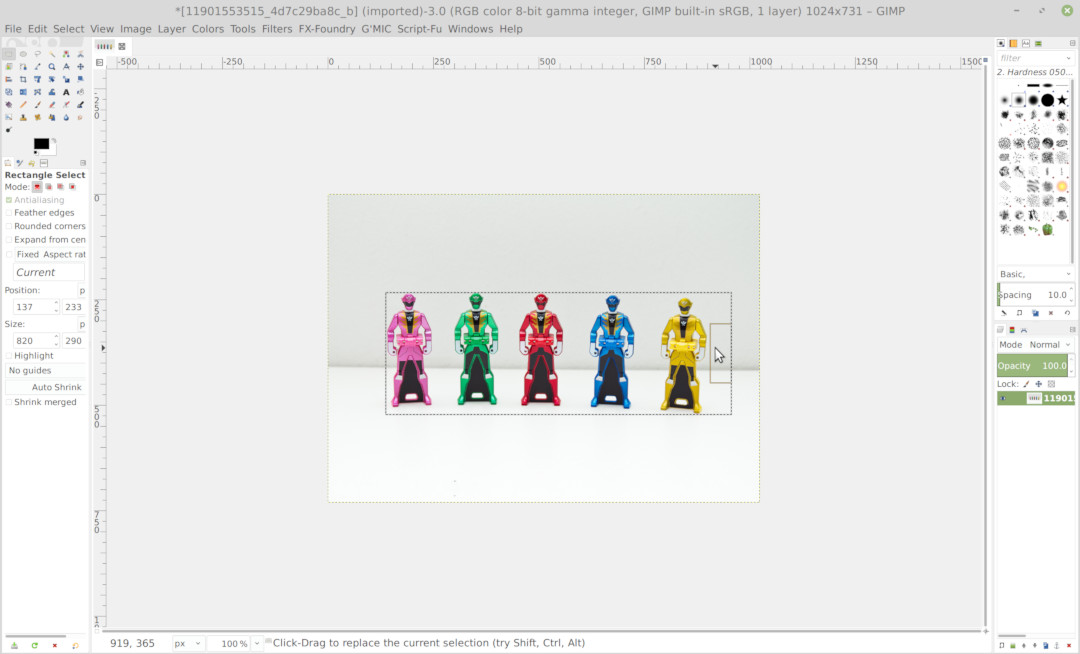 *[11901553515_4d7c29ba8c_b] (imported)-3.0 (RGB color 8-bit gamma integer, GIMP built-in sRGB, 1 layer) 1024x731 – GIMP
File Edit Select View Image Layer Colors Tools Filters FX-Foundry G'MIC Script-Fu Windows Help
-500 -250 0 250 500 750 1000 1250 1500
0
250
500
750
Rectangle Select
Mode:
Antialiasing
Feather edges
Rounded corners
Expand from cen
Fixed Aspect rat
Current
Position: p
137 233
Size: p
820 290
Highlight
No guides
Auto Shrink
Shrink merged
filter
2. Hardness 050...
Basic,
Spacing 10.0
Mode Normal
Opacity 100.0
Lock:
11901
919, 365 px 100 % Click-Drag to replace the current selection (try Shift, Ctrl, Alt)